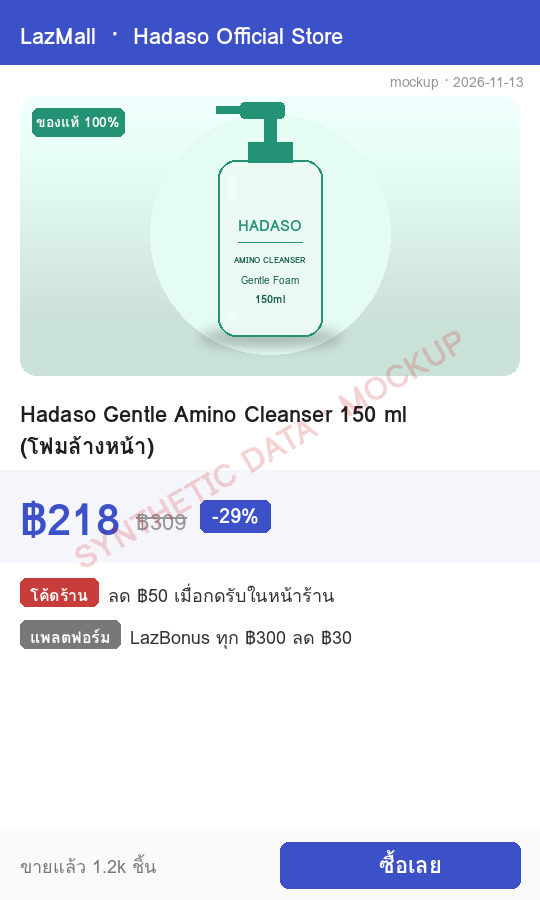 LazMall · Hadaso Official Store
mockup · 2026-11-13
ของแท้ 100%
HADASO
AMINO CLEANSER
Gentle Foam
150ml
Hadaso Gentle Amino Cleanser 150 ml
(โฟมล้างหน้า)
SYNTHETIC DATA · MOCKUP
฿218 ฿309 -29%
โค้ดร้าน ลด ฿50 เมื่อกดรับในหน้าร้าน
แพลตฟอร์ม LazBonus ทุก ฿300 ลด ฿30
ขายแล้ว 1.2k ชิ้น ซื้อเลย